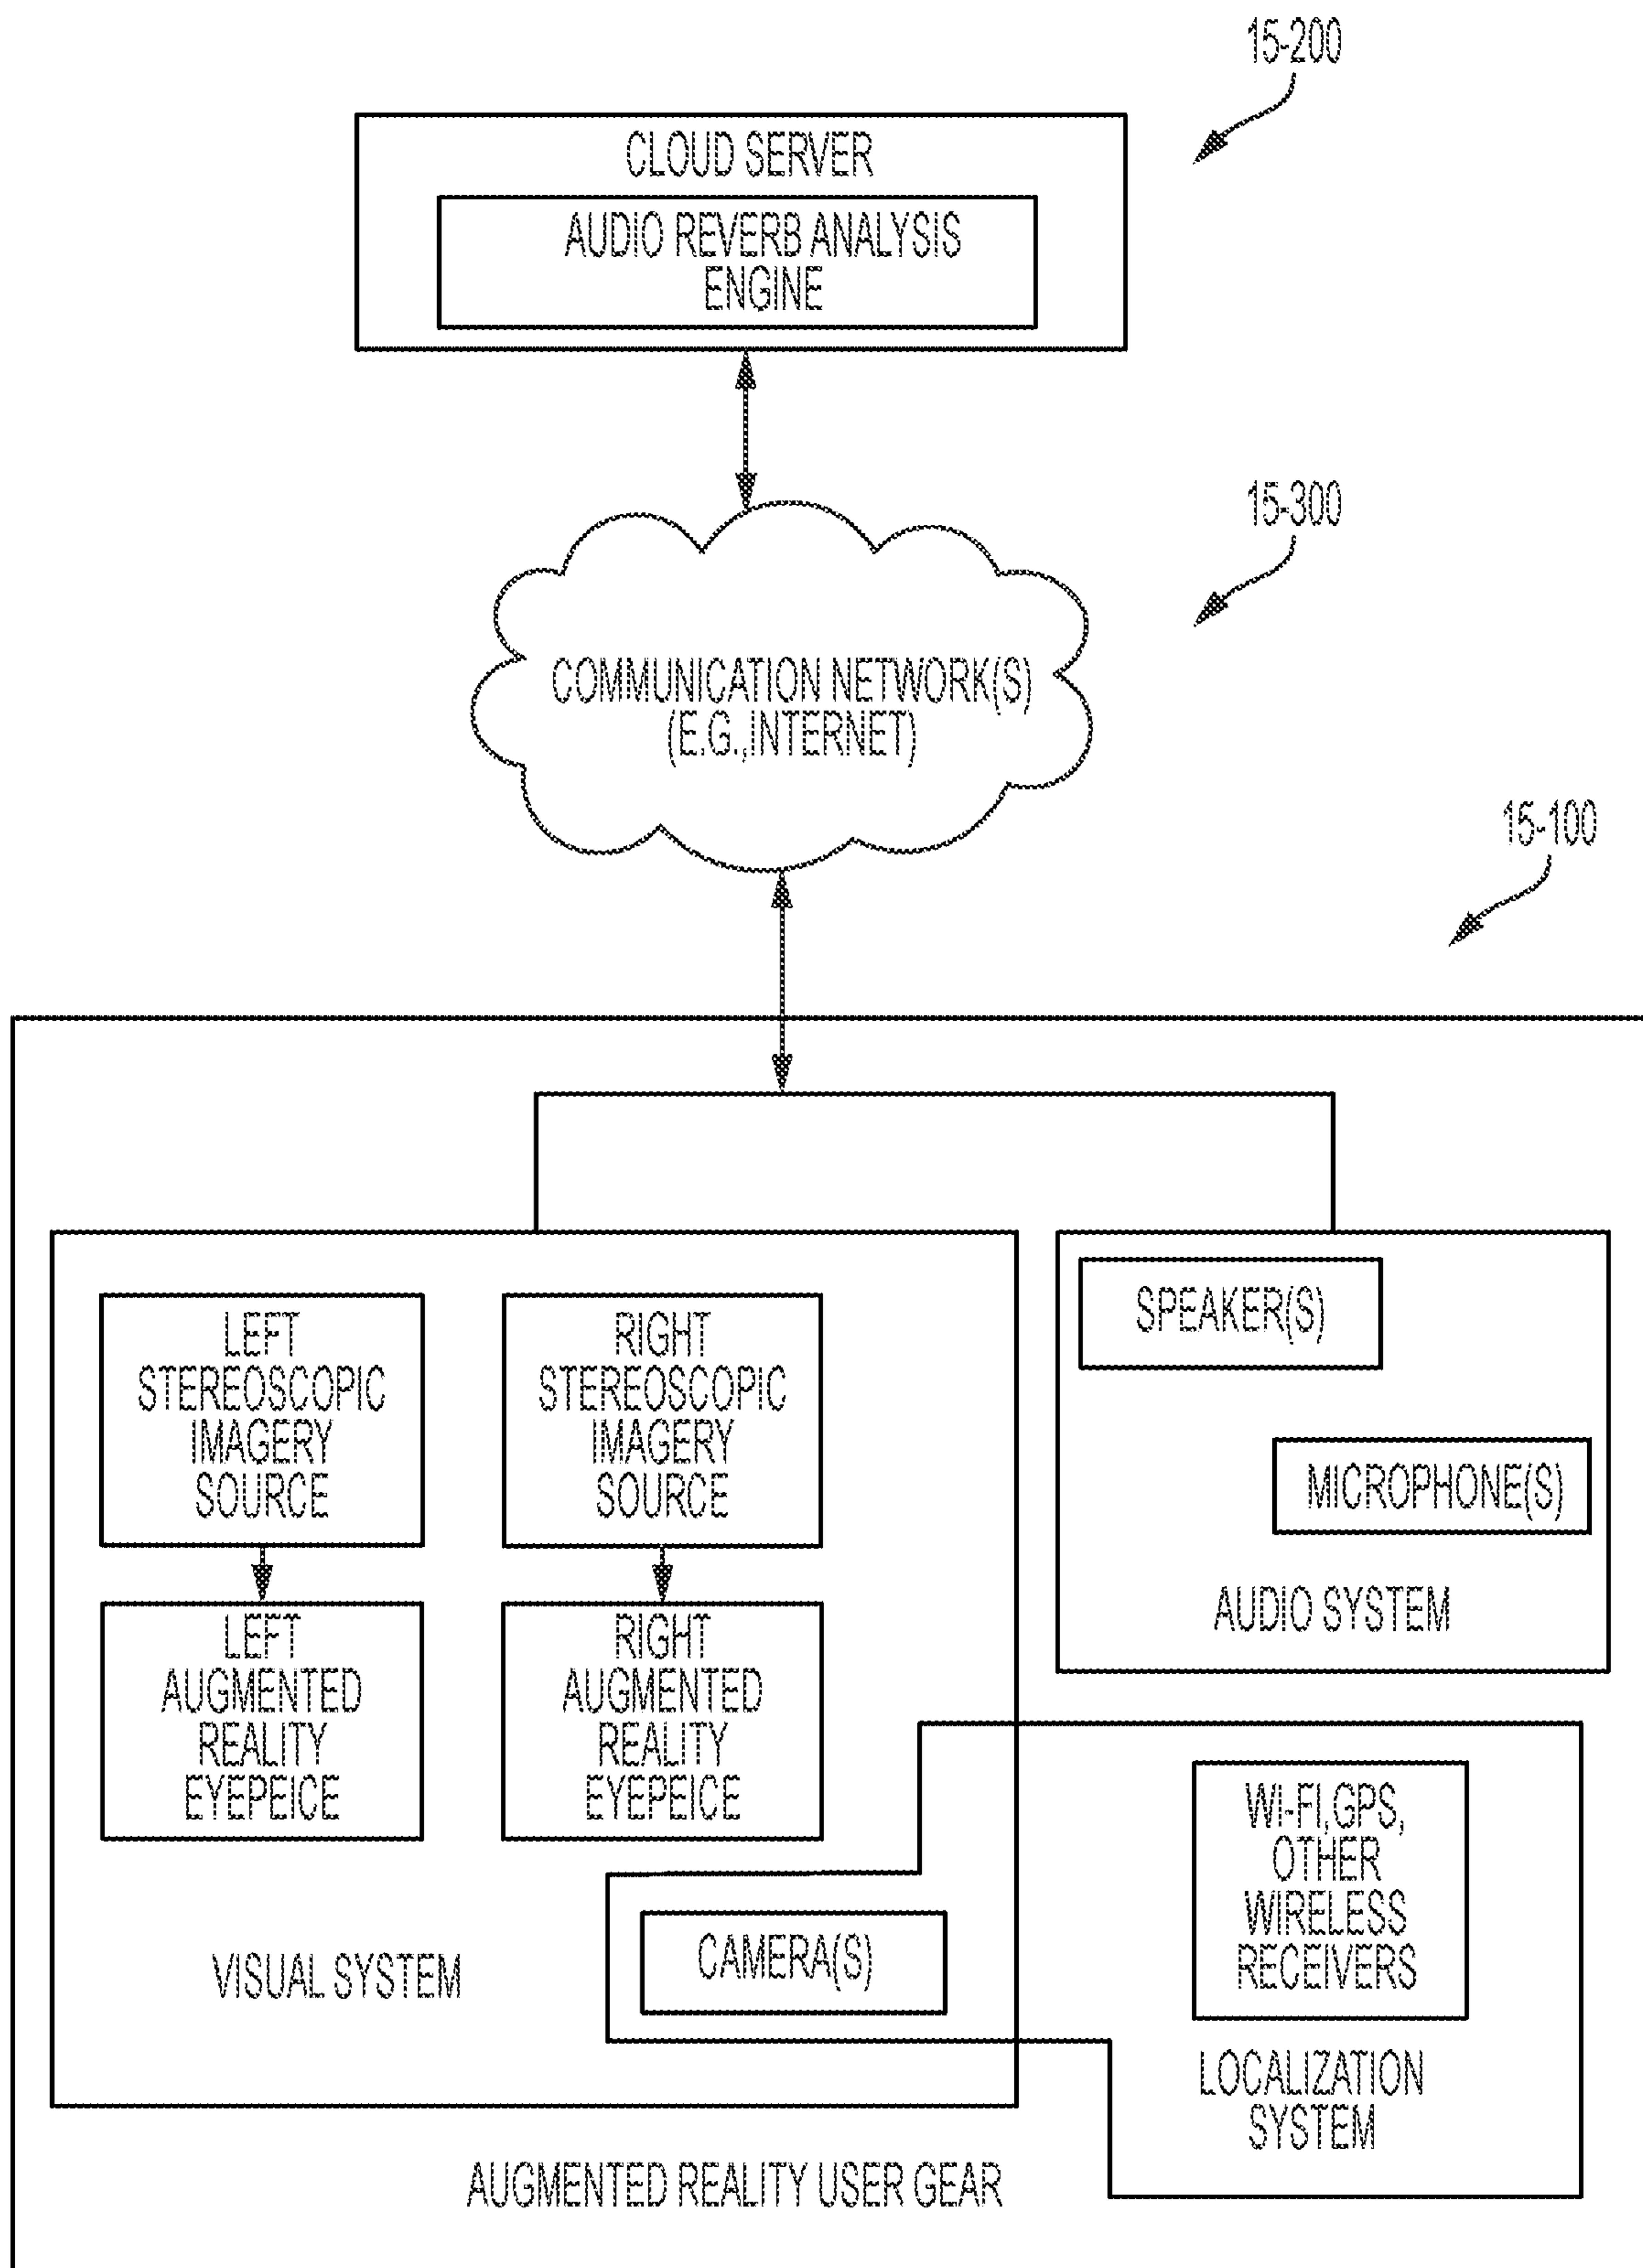 15-200
CLOUD SERVER
AUDIO REVERB ANALYSIS
ENGINE
15-300
COMMUNICATION NETWORK(S)
(E.G.,INTERNET)
15-100
LEFT
STEREOSCOPIC
IMAGERY
SOURCE
RIGHT
STEREOSCOPIC
IMAGERY
SOURCE
SPEAKER(S)
MICROPHONE(S)
AUDIO SYSTEM
LEFT
AUGMENTED
REALITY
EYEPEICE
RIGHT
AUGMENTED
REALITY
EYEPEICE
WI-FI,GPS,
OTHER
WIRELESS
RECEIVERS
CAMERA(S)
VISUAL SYSTEM
LOCALIZATION
SYSTEM
AUGMENTED REALITY USER GEAR